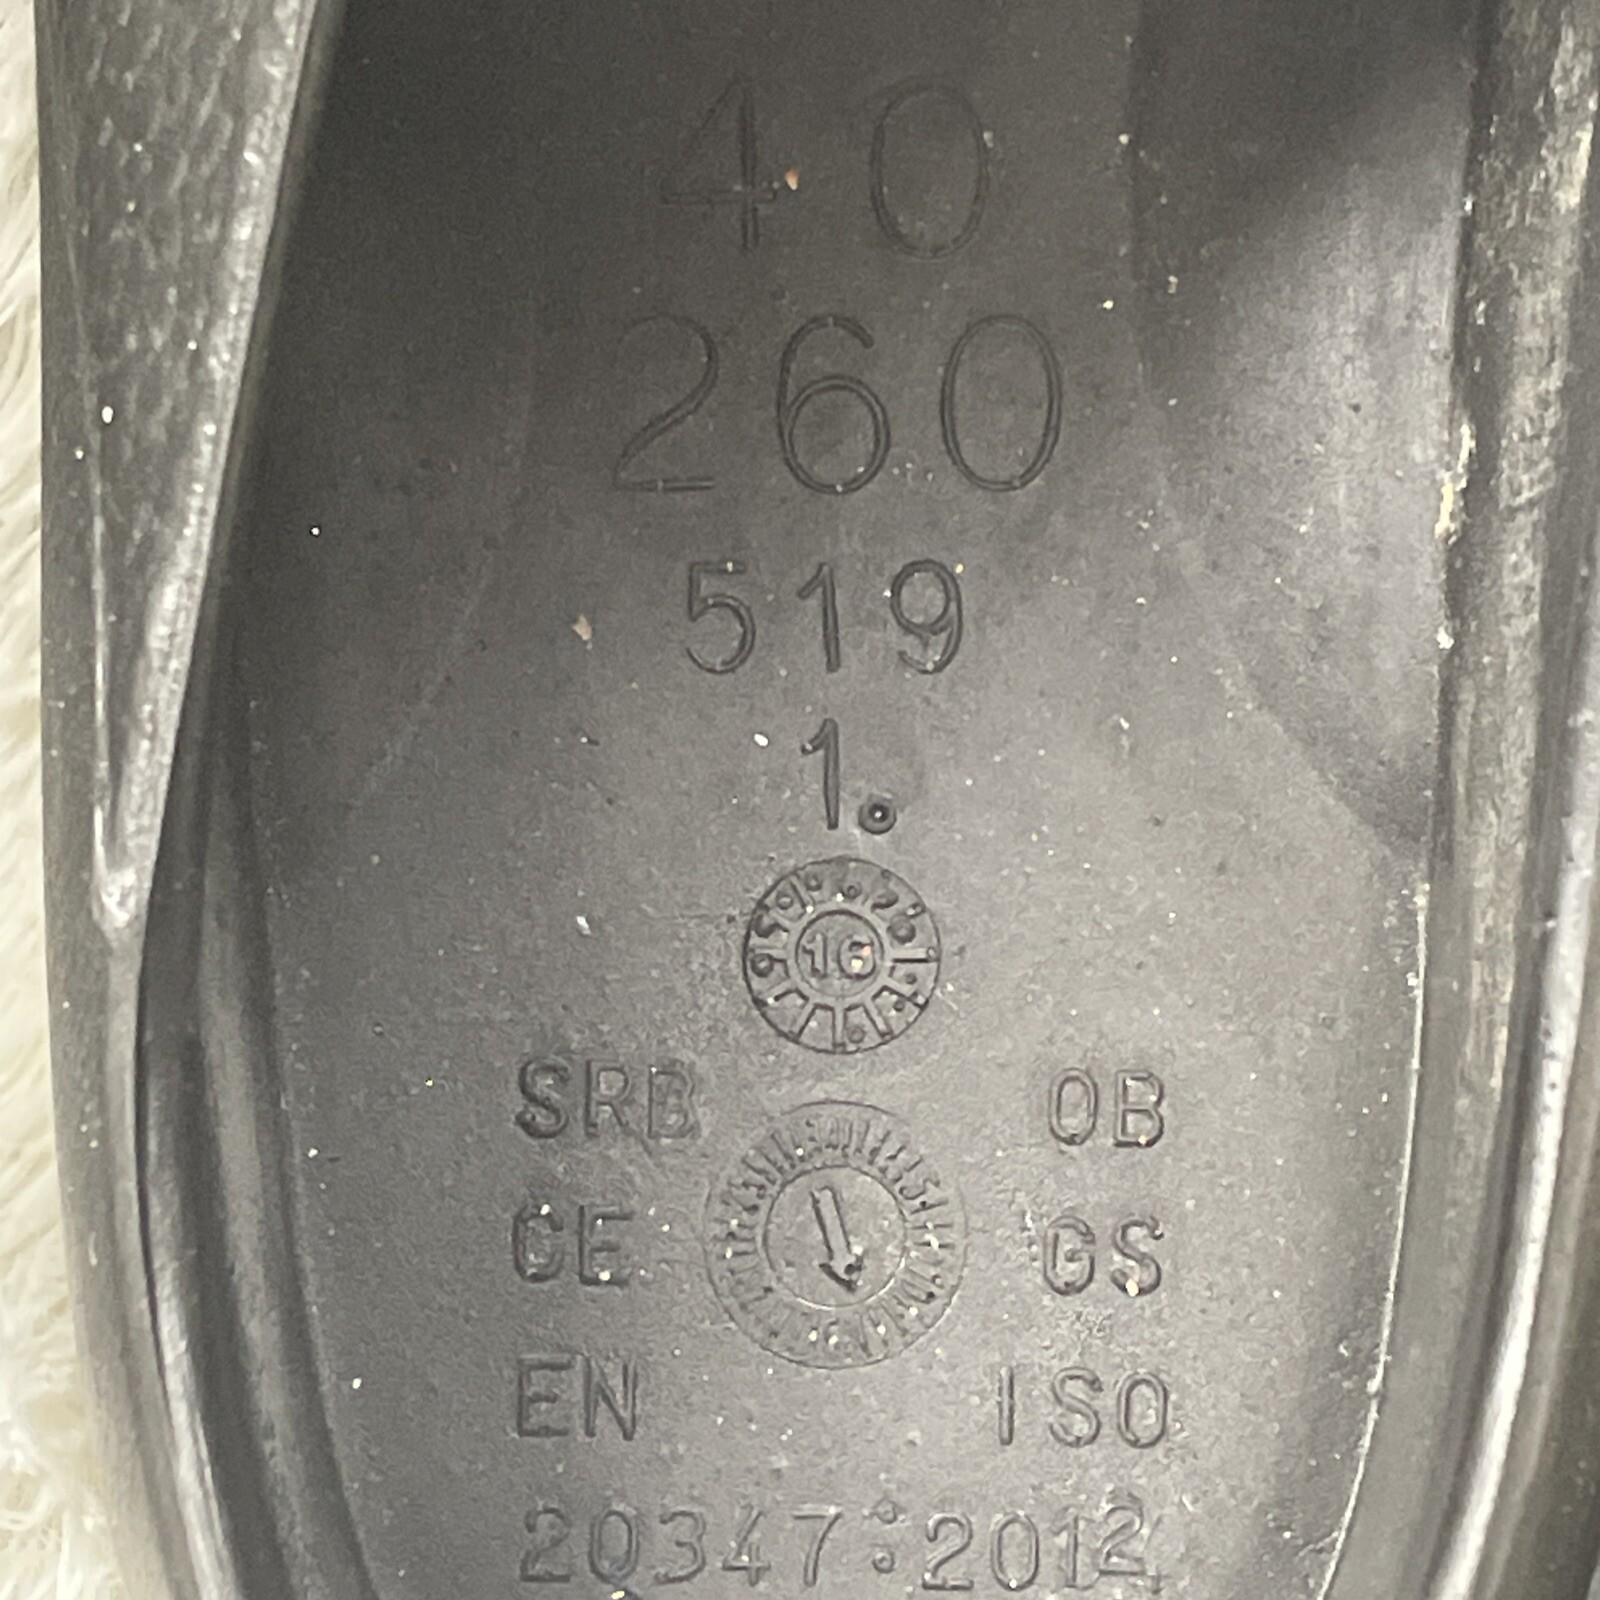 40
260
519
1.
16
SRB OB
CE GS
EN ISO
20347:2012